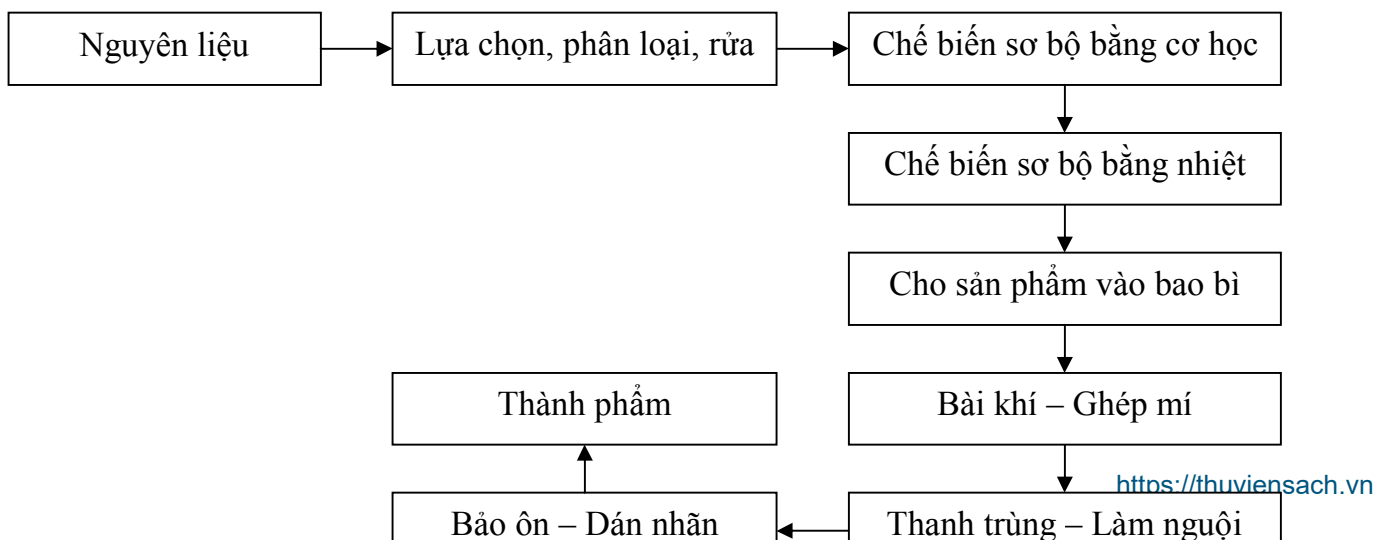 Nguyên liệu
Lựa chọn, phân loại, rửa
Chế biến sơ bộ bằng cơ học
Chế biến sơ bộ bằng nhiệt
Cho sản phẩm vào bao bì
Bài khí – Ghép mí
Thanh trùng – Làm nguội
Bảo ôn – Dán nhãn
Thành phẩm
https://thuviensach.vn